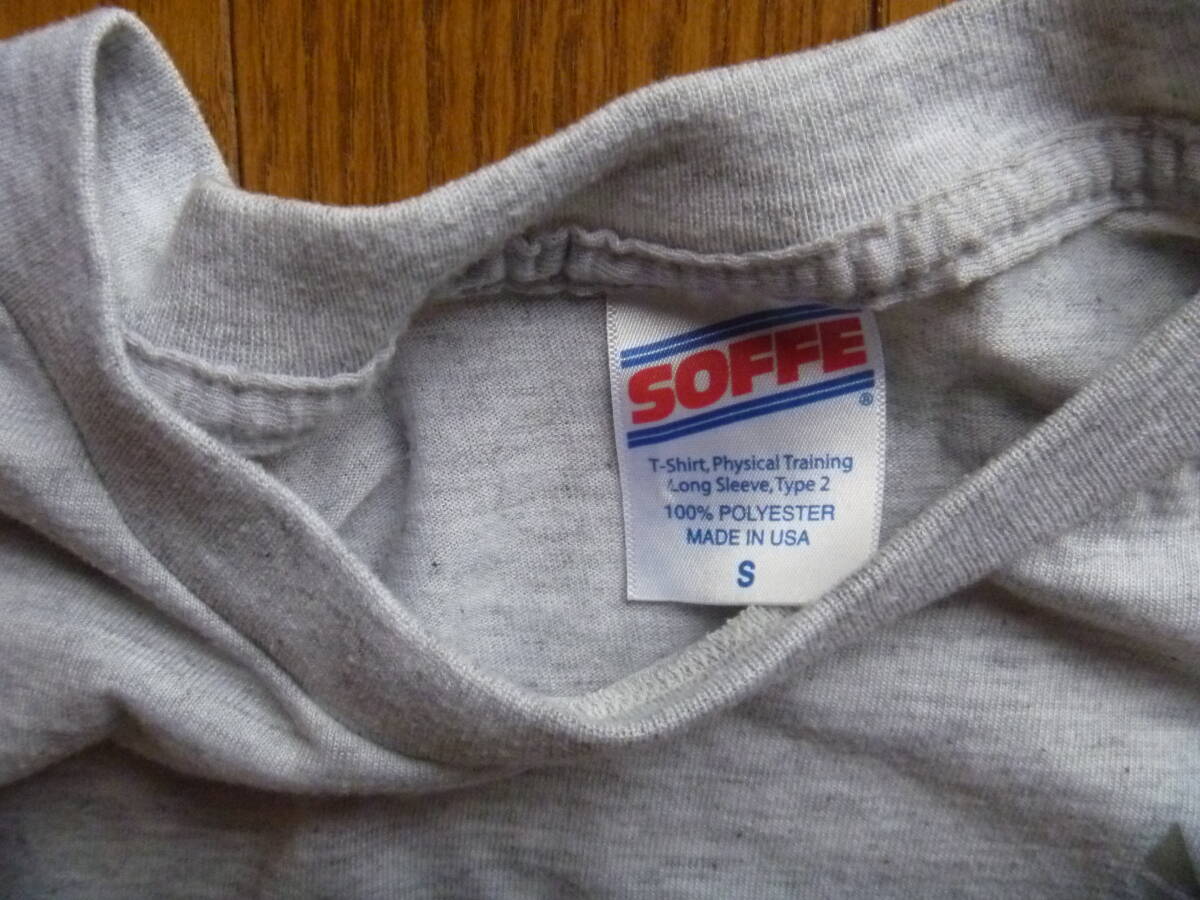 SOFFE
®
T-Shirt, Physical Training
Long Sleeve, Type 2
100% POLYESTER
MADE IN USA
S